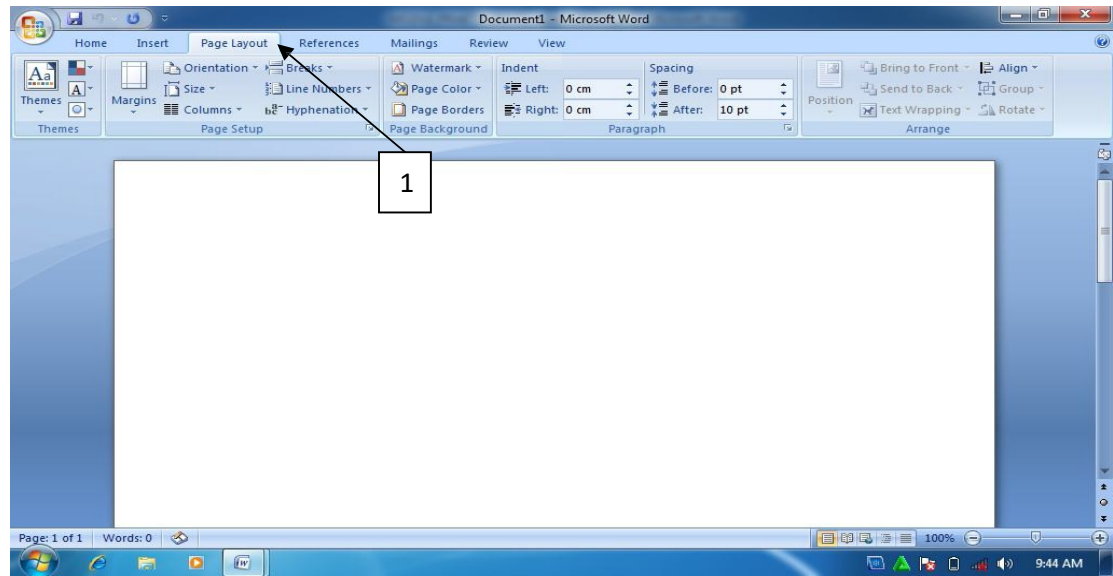 Document1 - Microsoft Word
Home Insert Page Layout References Mailings Review View
Aa
A
Themes
Margins
Orientation
Size
Columns
Breaks
Line Numbers
Hyphenation
Watermark
Page Color
Page Borders
Indent
Left: 0 cm
Right: 0 cm
Spacing
Before: 0 pt
After: 10 pt
Position
Bring to Front
Send to Back
Text Wrapping
Align
Group
Rotate
Themes Page Setup Page Background Paragraph Arrange
1
Page: 1 of 1 Words: 0 100%
9:44 AM